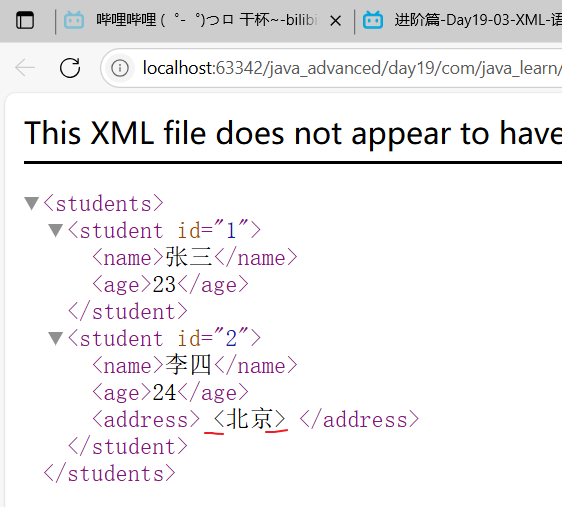 哔哩哔哩 (゜-゜)つロ 干杯~-bilibi
进阶篇-Day19-03-XML-语
localhost:63342/java_advanced/day19/com/java_learn/
This XML file does not appear to have
<students>
<student id="1">
<name>张三</name>
<age>23</age>
</student>
<student id="2">
<name>李四</name>
<age>24</age>
<address> <北京> </address>
</student>
</students>